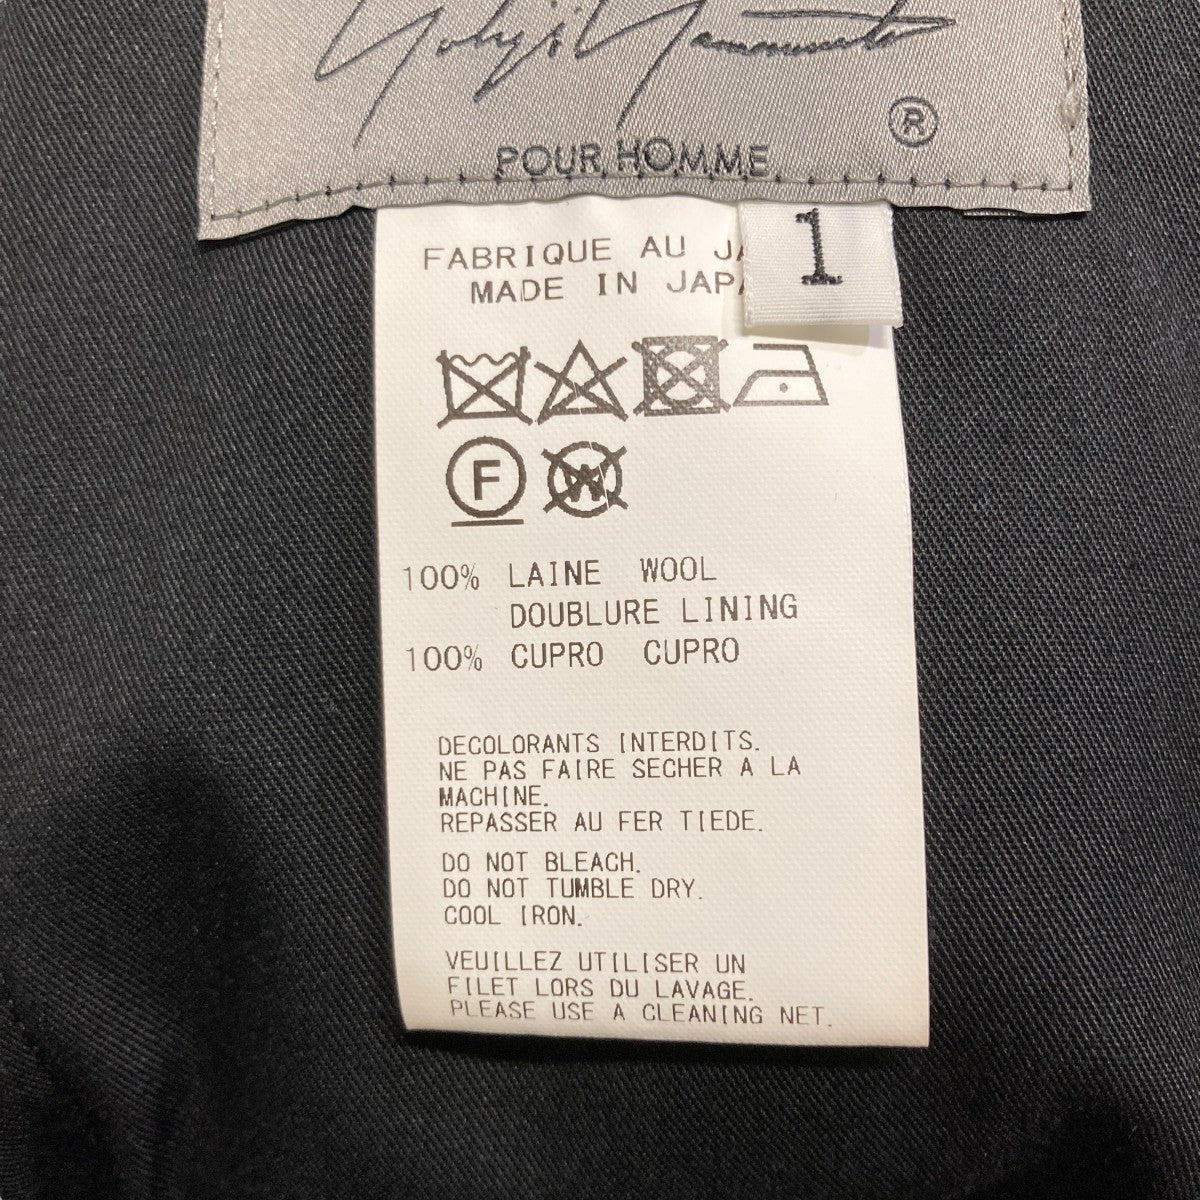 Yohji Yamamoto
®
POUR HOMME
1
FABRIQUE AU JA
MADE IN JAPA
F W
100% LAINE WOOL
DOUBLURE LINING
100% CUPRO CUPRO
DECOLORANTS INTERDITS.
NE PAS FAIRE SECHER A LA
MACHINE.
REPASSER AU FER TIEDE.
DO NOT BLEACH.
DO NOT TUMBLE DRY.
COOL IRON.
VEUILLEZ UTILISER UN
FILET LORS DU LAVAGE.
PLEASE USE A CLEANING NET.